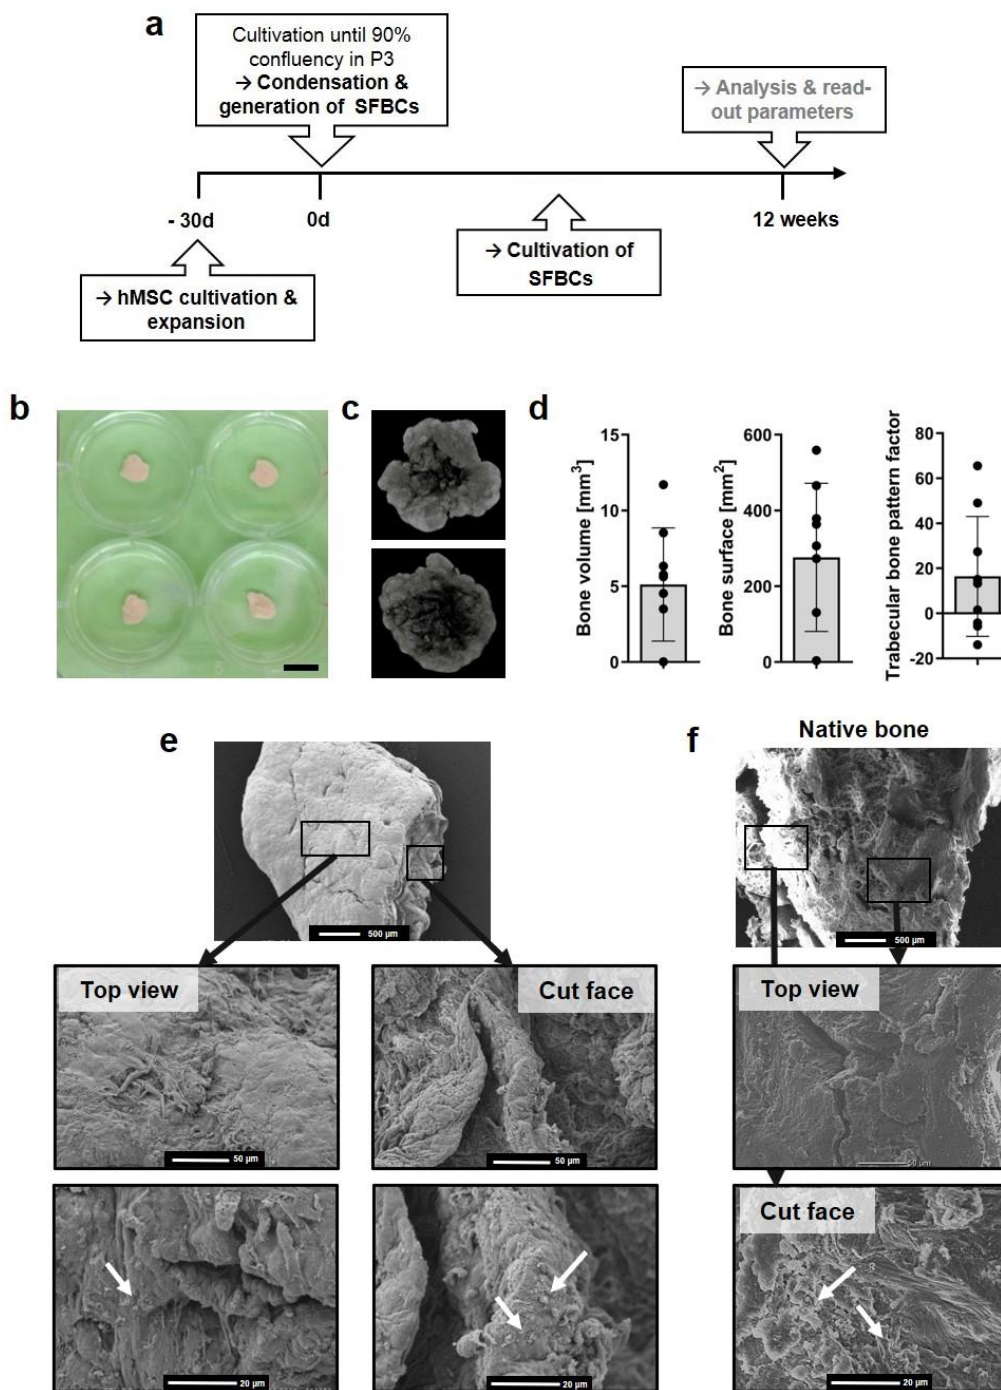 a
Cultivation until 90%
confluency in P3
→ Condensation &
generation of SFBCs
→ Analysis & read-
out parameters
- 30d
0d
12 weeks
→ hMSC cultivation &
expansion
→ Cultivation of
SFBCs
b
c
d
Bone volume [mm³]
15
10
5
0
Bone surface [mm²]
600
400
200
0
Trabecular bone pattern factor
80
60
40
20
0
-20
e
500 µm
Top view
50 µm
Cut face
50 µm
20 µm
20 µm
f
Native bone
500 µm
Top view
50 µm
Cut face
20 µm